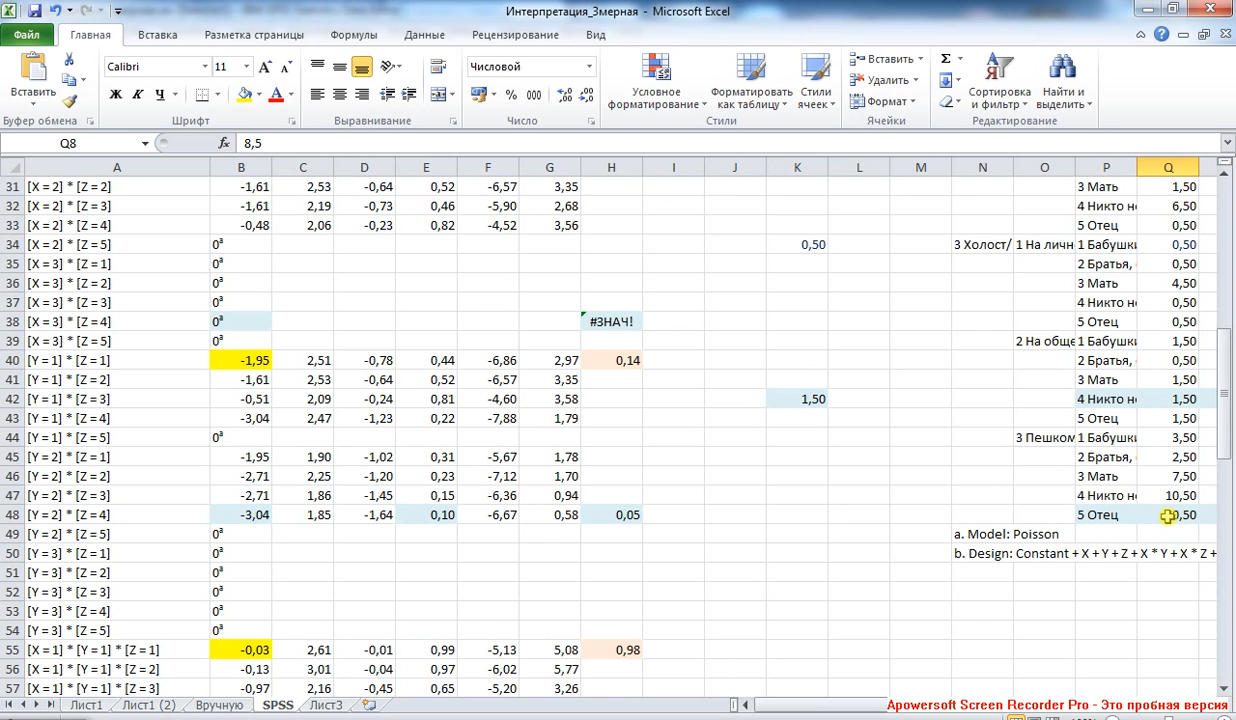 Интерпретация_3мерная - Microsoft Excel
Файл Главная Вставка Разметка страницы Формулы Данные Рецензирование Вид
Вставить
Calibri 11
Ж К Ч
Числовой
% 000
Условное форматирование
Форматировать как таблицу
Стили ячеек
Вставить
Удалить
Формат
Σ
Сортировка и фильтр
Найти и выделить
Буфер обмена Шрифт Выравнивание Число Стили Ячейки Редактирование
Q8 fx 8,5
A B C D E F G H I J K L M N O P Q
31 [X = 2] * [Z = 2] -1,61 2,53 -0,64 0,52 -6,57 3,35 3 Мать 1,50
32 [X = 2] * [Z = 3] -1,61 2,19 -0,73 0,46 -5,90 2,68 4 Никто 6,50
33 [X = 2] * [Z = 4] -0,48 2,06 -0,23 0,82 -4,52 3,56 5 Отец 0,50
34 [X = 2] * [Z = 5] 0ª 0,50 3 Холост/ 1 На личн 1 Бабушки 0,50
35 [X = 3] * [Z = 1] 0ª 2 Братья, 0,50
36 [X = 3] * [Z = 2] 0ª 3 Мать 4,50
37 [X = 3] * [Z = 3] 0ª 4 Никто 0,50
38 [X = 3] * [Z = 4] 0ª #ЗНАЧ! 5 Отец 0,50
39 [X = 3] * [Z = 5] 0ª 2 На обще 1 Бабушки 1,50
40 [Y = 1] * [Z = 1] -1,95 2,51 -0,78 0,44 -6,86 2,97 0,14 2 Братья, 0,50
41 [Y = 1] * [Z = 2] -1,61 2,53 -0,64 0,52 -6,57 3,35 3 Мать 1,50
42 [Y = 1] * [Z = 3] -0,51 2,09 -0,24 0,81 -4,60 3,58 1,50 4 Никто 1,50
43 [Y = 1] * [Z = 4] -3,04 2,47 -1,23 0,22 -7,88 1,79 5 Отец 1,50
44 [Y = 1] * [Z = 5] 0ª 3 Пешком 1 Бабушки 3,50
45 [Y = 2] * [Z = 1] -1,95 1,90 -1,02 0,31 -5,67 1,78 2 Братья, 2,50
46 [Y = 2] * [Z = 2] -2,71 2,25 -1,20 0,23 -7,12 1,70 3 Мать 7,50
47 [Y = 2] * [Z = 3] -2,71 1,86 -1,45 0,15 -6,36 0,94 4 Никто 10,50
48 [Y = 2] * [Z = 4] -3,04 1,85 -1,64 0,10 -6,67 0,58 0,05 5 Отец
49 [Y = 2] * [Z = 5] 0ª a. Model: Poisson
50 [Y = 3] * [Z = 1] 0ª b. Design: Constant + X + Y + Z + X * Y + X * Z +
51 [Y = 3] * [Z = 2] 0ª
52 [Y = 3] * [Z = 3] 0ª
53 [Y = 3] * [Z = 4] 0ª
54 [Y = 3] * [Z = 5] 0ª
55 [X = 1] * [Y = 1] * [Z = 1] -0,03 2,61 -0,01 0,99 -5,13 5,08 0,98
56 [X = 1] * [Y = 1] * [Z = 2] -0,13 3,01 -0,04 0,97 -6,02 5,77
57 [X = 1] * [Y = 1] * [Z = 3] -0,97 2,16 -0,45 0,65 -5,20 3,26
Лист1 Лист1 (2) Вручную SPSS Лист3
Apowersoft Screen Recorder Pro - Это пробная версия